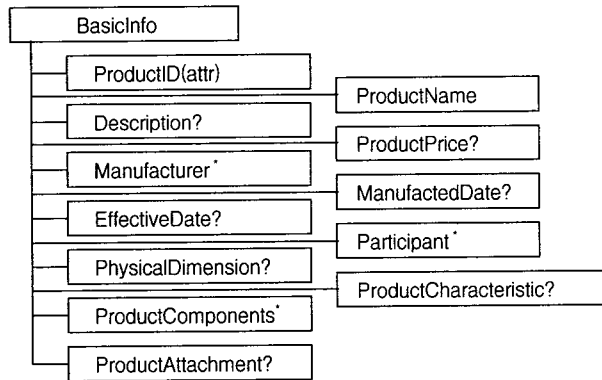 BasicInfo
ProductID(attr)
ProductName
Description?
ProductPrice?
Manufacturer*
ManufactedDate?
EffectiveDate?
Participant*
PhysicalDimension?
ProductCharacteristic?
ProductComponents*
ProductAttachment?